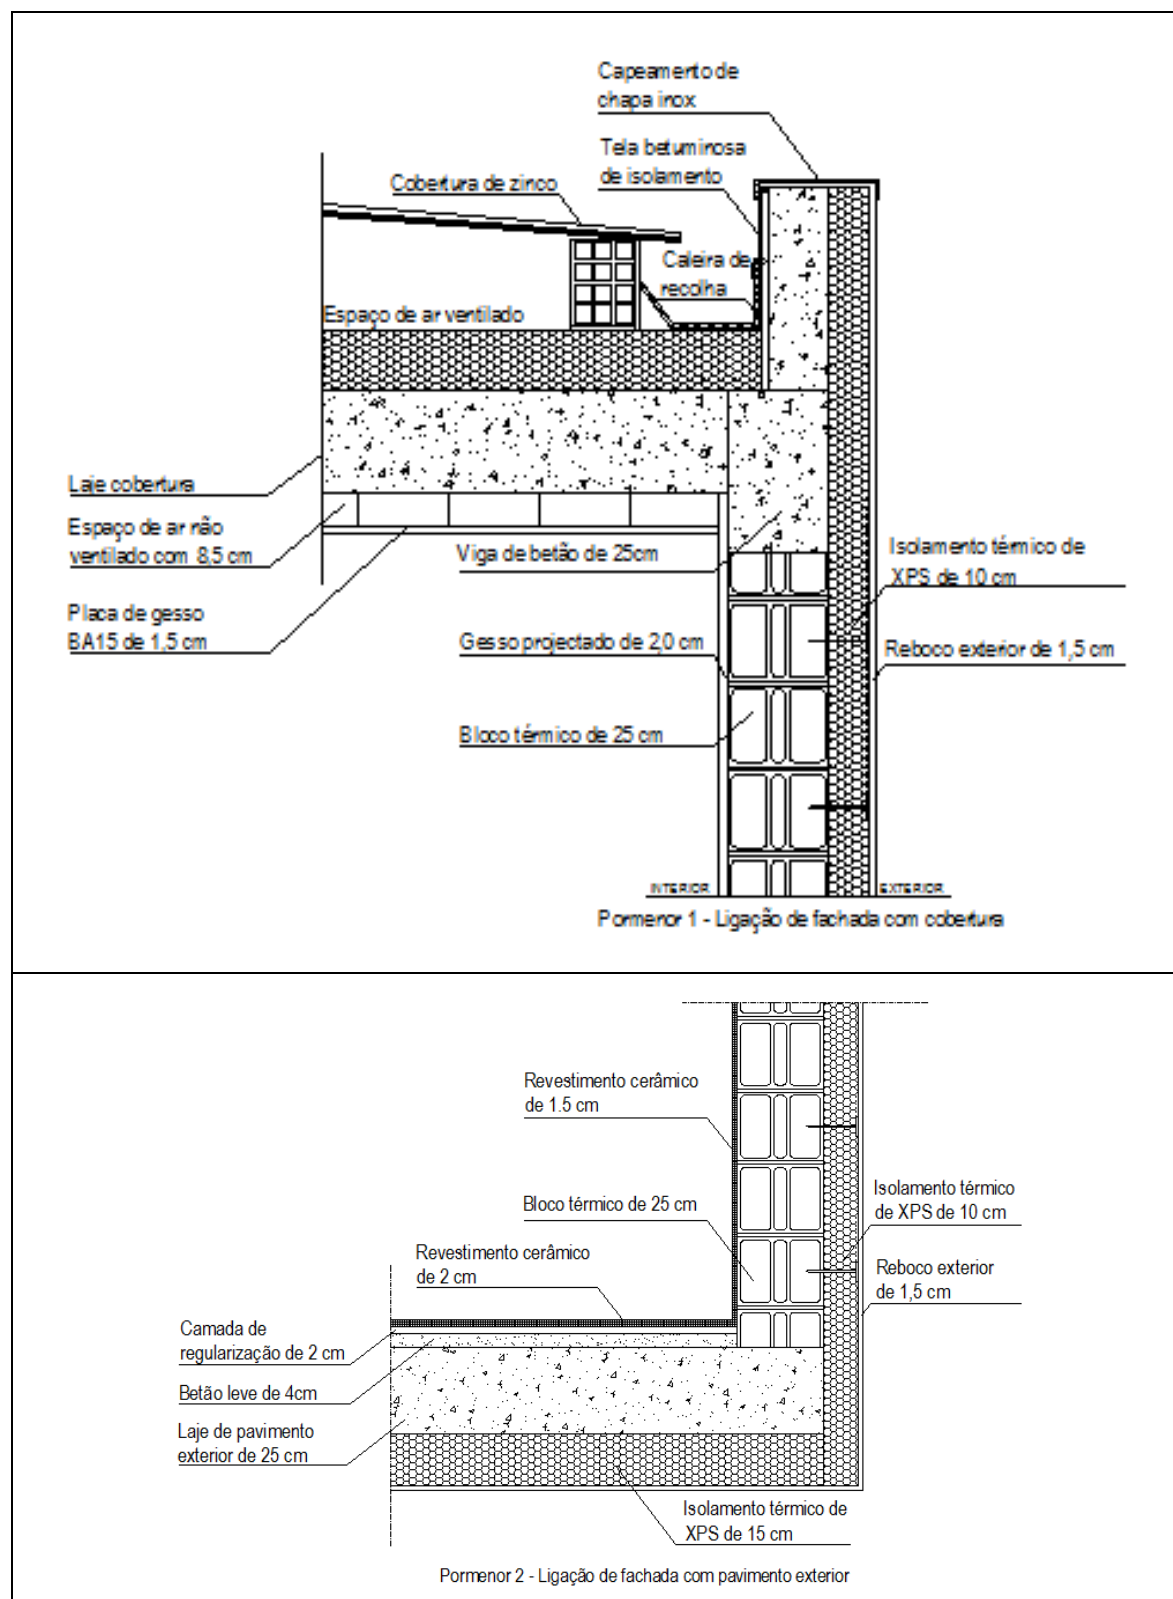 Capeamento de
chapa inox
Tela betuminosa
de isolamento
Cobertura de zinco
Caleira de
recolha
Espaço de ar ventilado
Laje cobertura
Espaço de ar não
ventilado com 8,5 cm
Viga de betão de 25cm
Isolamento térmico de
XPS de 10 cm
Placa de gesso
BA15 de 1,5 cm
Gesso projectado de 2,0 cm
Reboco exterior de 1,5 cm
Bloco térmico de 25 cm
INTERIOR
EXTERIOR
Pormenor 1 - Ligação de fachada com cobertura
Revestimento cerâmico
de 1.5 cm
Bloco térmico de 25 cm
Isolamento térmico
de XPS de 10 cm
Revestimento cerâmico
de 2 cm
Reboco exterior
de 1,5 cm
Camada de
regularização de 2 cm
Betão leve de 4cm
Laje de pavimento
exterior de 25 cm
Isolamento térmico de
XPS de 15 cm
Pormenor 2 - Ligação de fachada com pavimento exterior